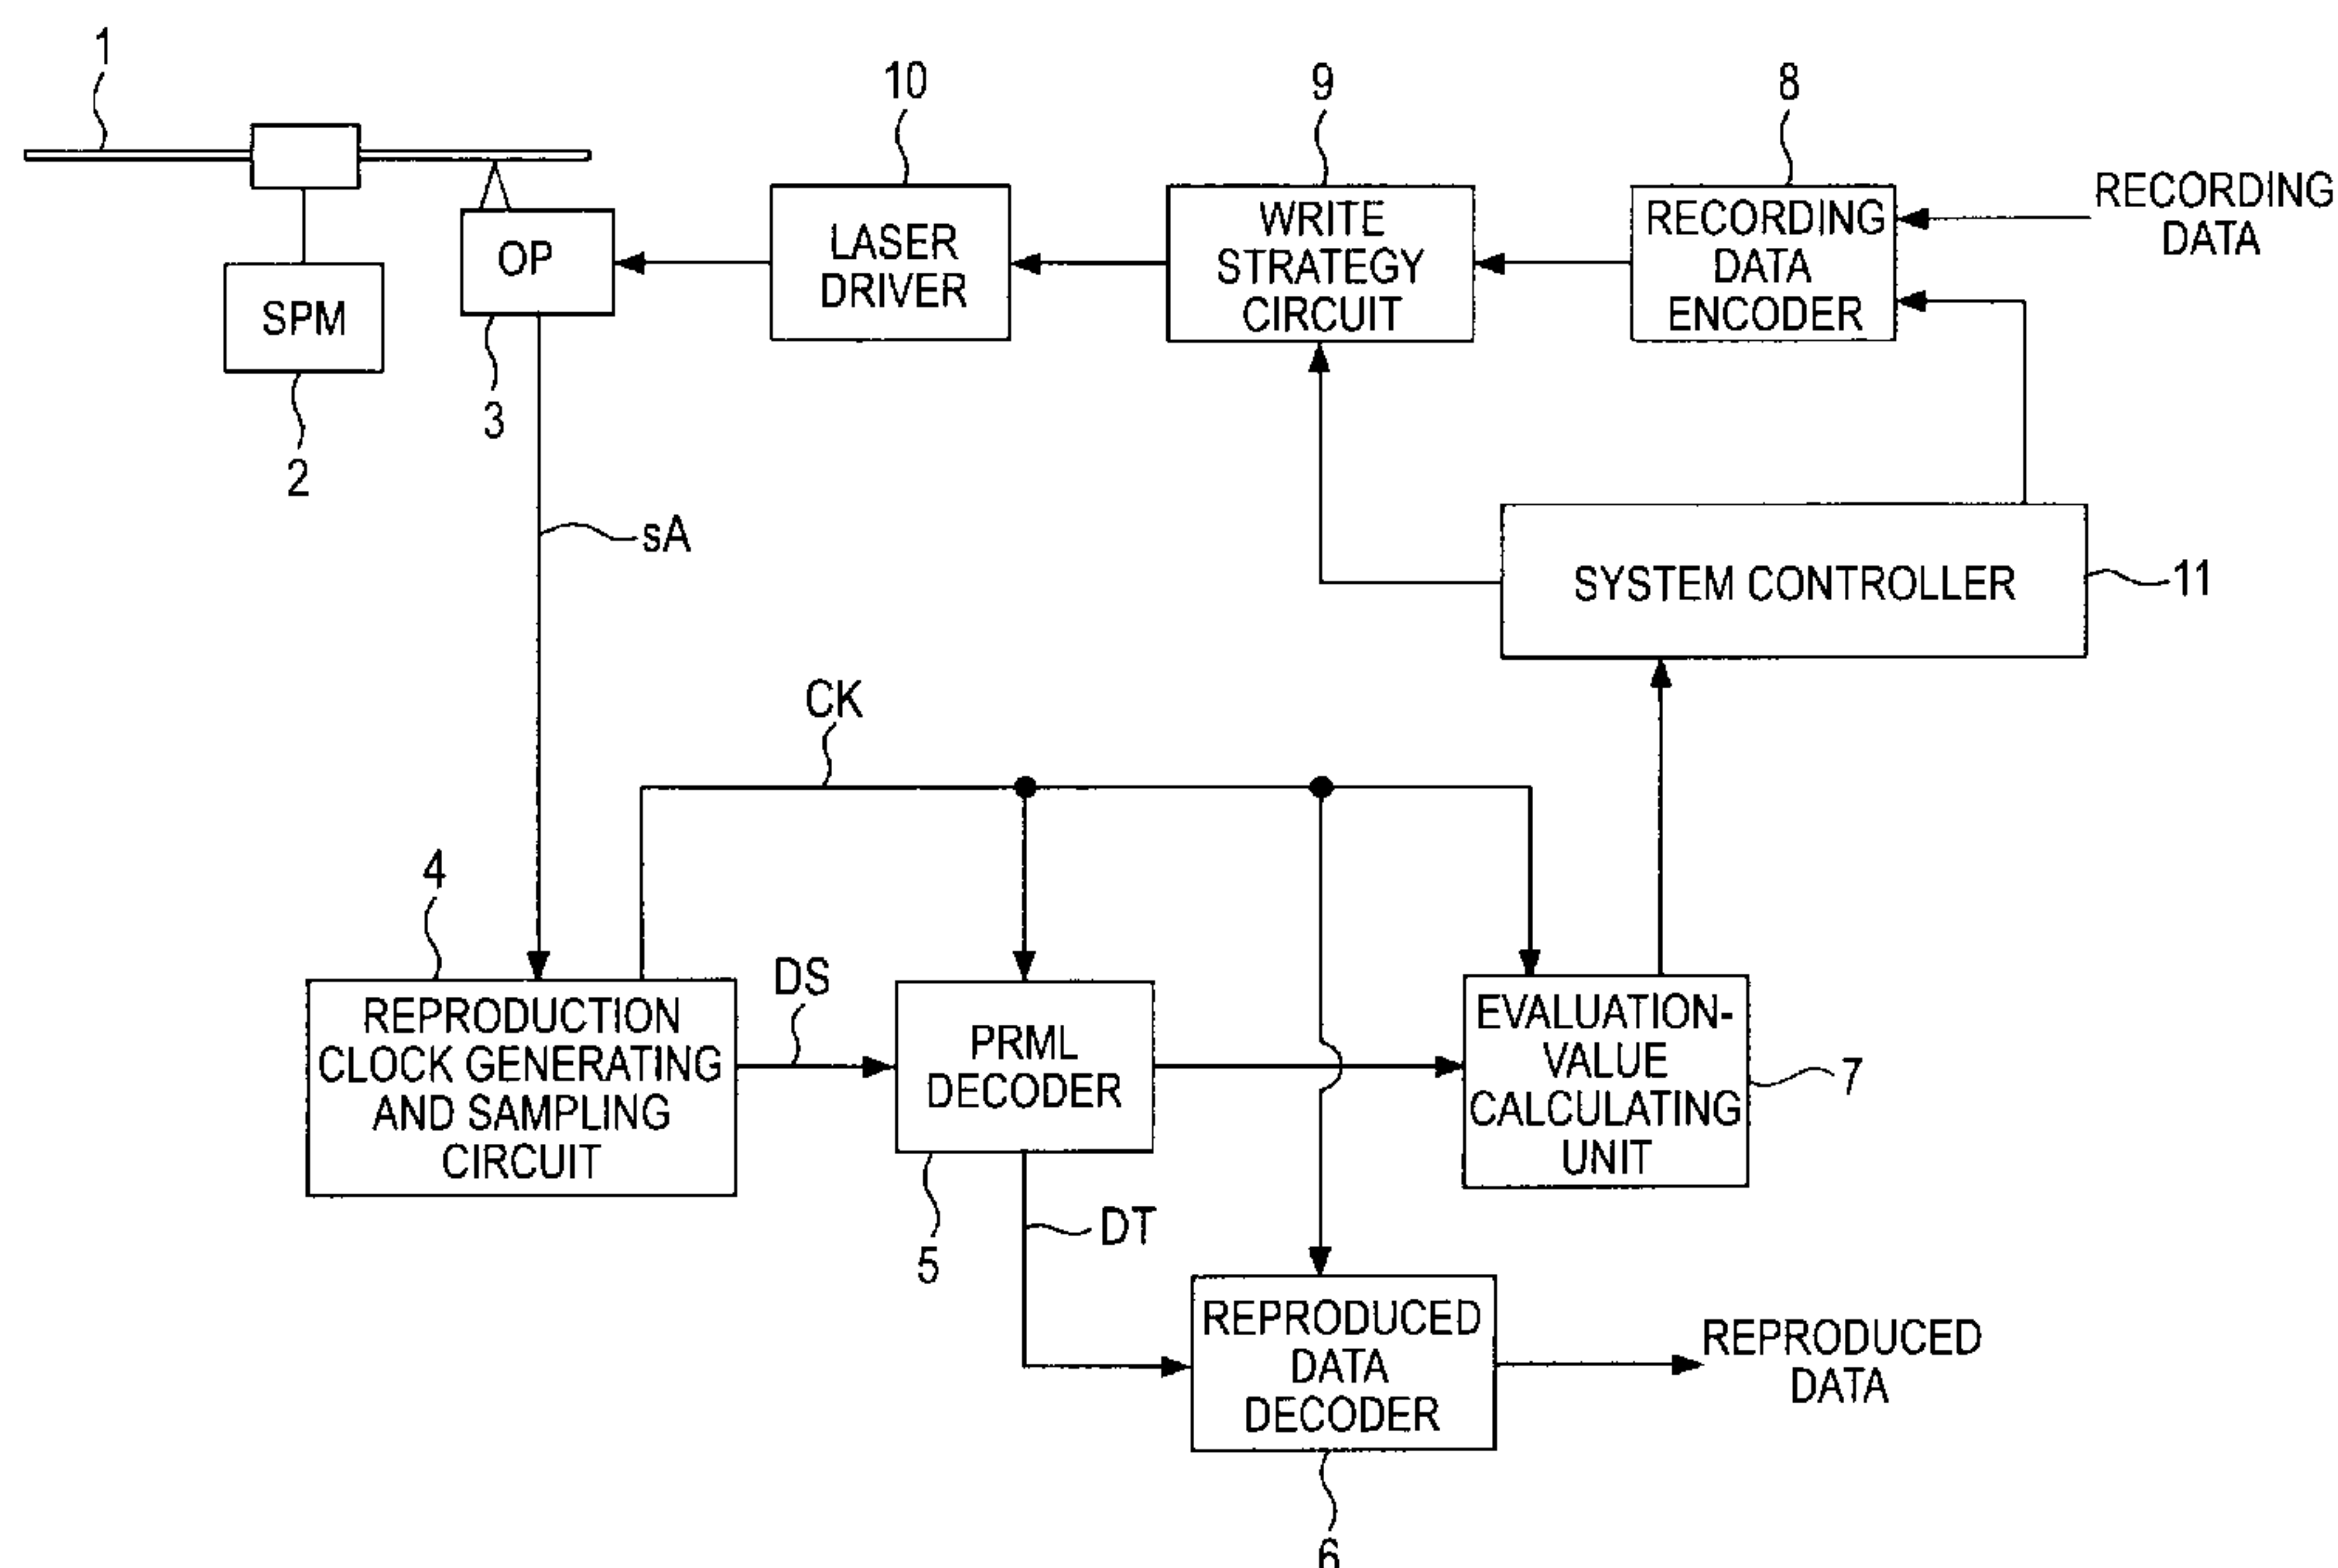 1
10
9
8
RECORDING
DATA
OP
LASER
DRIVER
WRITE
STRATEGY
CIRCUIT
RECORDING
DATA
ENCODER
SPM
3
2
sA
SYSTEM CONTROLLER
11
CK
4
DS
REPRODUCTION
CLOCK GENERATING
AND SAMPLING
CIRCUIT
PRML
DECODER
EVALUATION-
VALUE
CALCULATING
UNIT
7
5
DT
REPRODUCED
DATA
DECODER
REPRODUCED
DATA
6